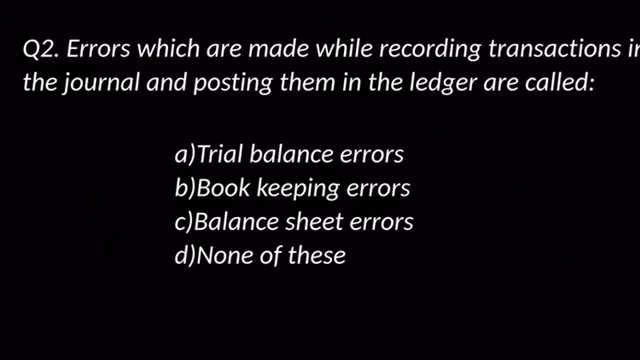 Q2. Errors which are made while recording transactions in
the journal and posting them in the ledger are called:
a)Trial balance errors
b)Book keeping errors
c)Balance sheet errors
d)None of these